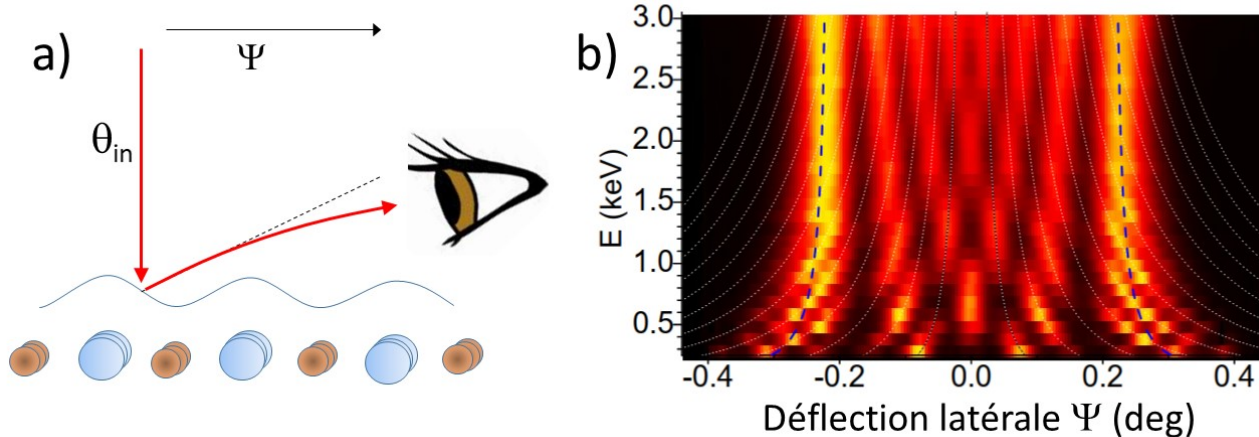 a)
Ψ
θin
b)
E (keV)
3.0
2.5
2.0
1.5
1.0
0.5
-0.4 -0.2 0.0 0.2 0.4
Déflection latérale Ψ (deg)